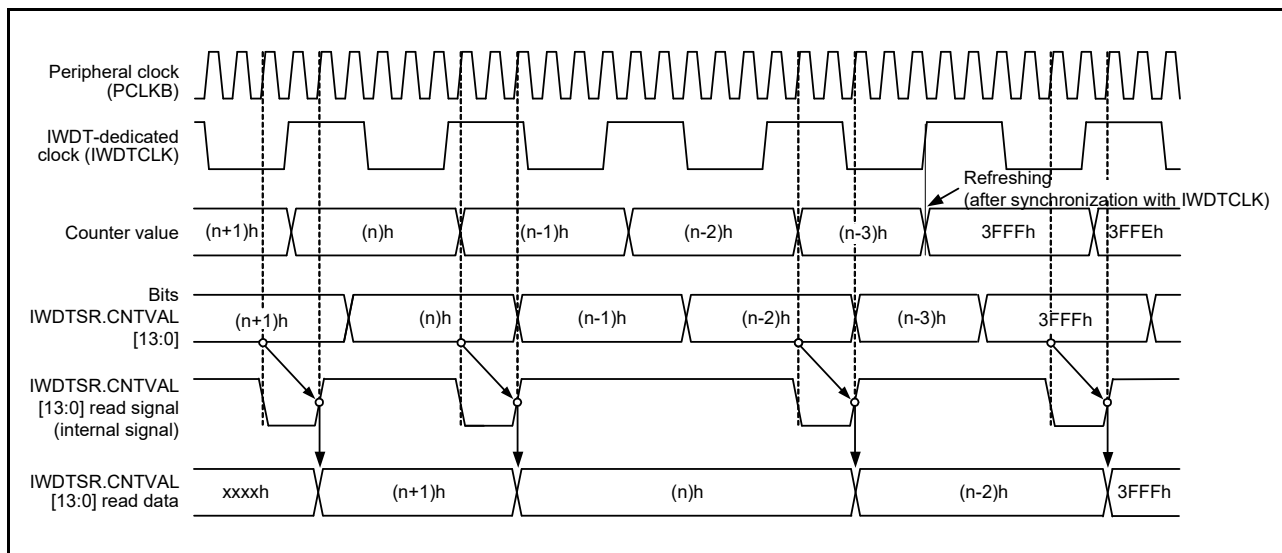 Peripheral clock
(PCLKB)
IWDT-dedicated
clock (IWDTCLK)
Refreshing
(after synchronization with IWDTCLK)
Counter value
(n+1)h
(n)h
(n-1)h
(n-2)h
(n-3)h
3FFFh
3FFEh
Bits
IWDTSR.CNTVAL
[13:0]
(n+1)h
(n)h
(n-1)h
(n-2)h
(n-3)h
3FFFh
IWDTSR.CNTVAL
[13:0] read signal
(internal signal)
IWDTSR.CNTVAL
[13:0] read data
xxxxh
(n+1)h
(n)h
(n-2)h
3FFFh